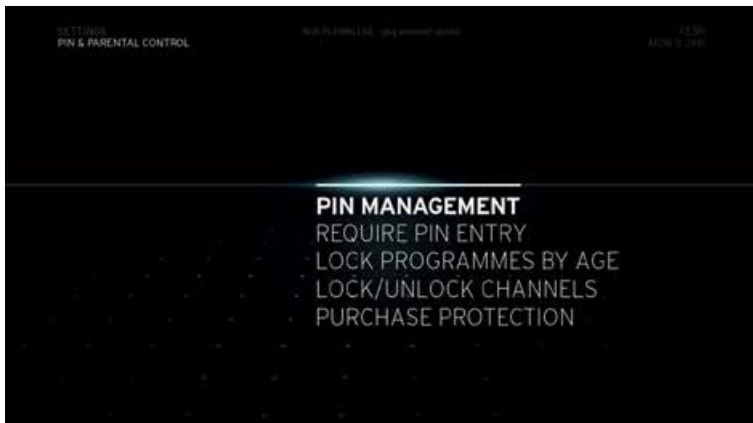 SETTINGS
PIN & PARENTAL CONTROL
PIN MANAGEMENT
REQUIRE PIN ENTRY
LOCK PROGRAMMES BY AGE
LOCK/UNLOCK CHANNELS
PURCHASE PROTECTION